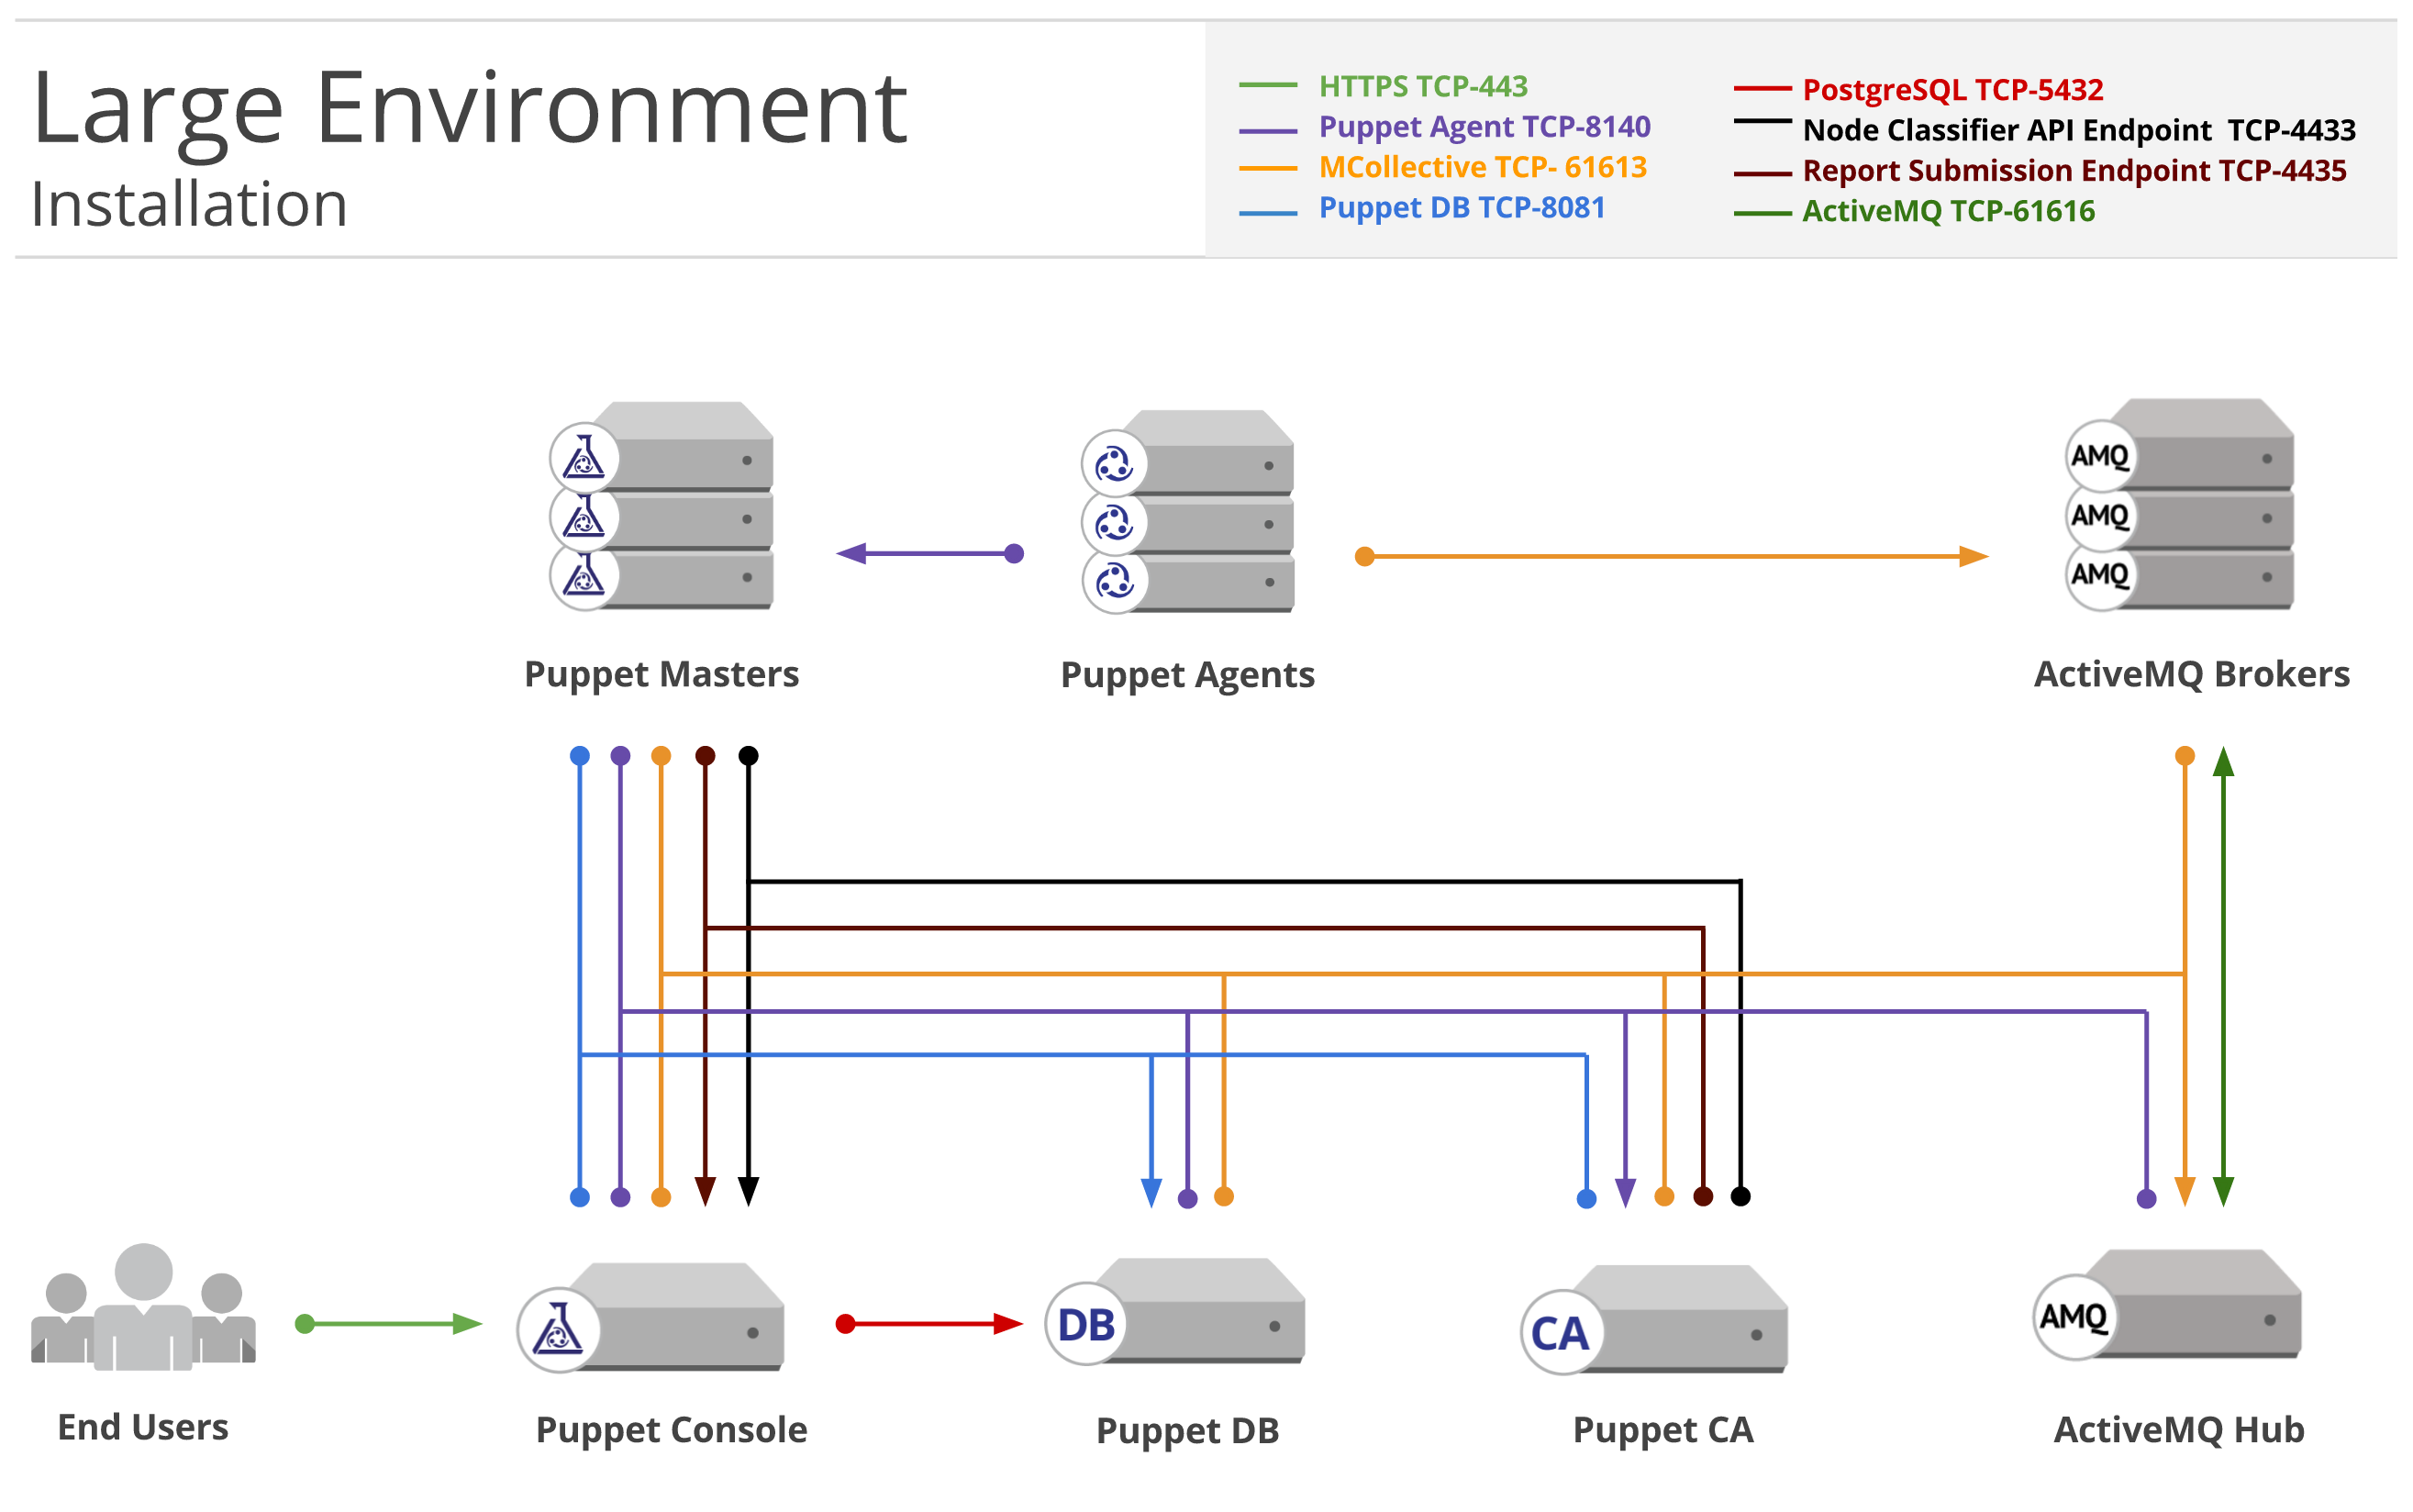 Large Environment
Installation
HTTPS TCP-443
Puppet Agent TCP-8140
MCollective TCP- 61613
Puppet DB TCP-8081
PostgreSQL TCP-5432
Node Classifier API Endpoint  TCP-4433
Report Submission Endpoint TCP-4435
ActiveMQ TCP-61616
AMQ
AMQ
AMQ
Puppet Masters
Puppet Agents
ActiveMQ Brokers
DB
CA
AMQ
End Users
Puppet Console
Puppet DB
Puppet CA
ActiveMQ Hub